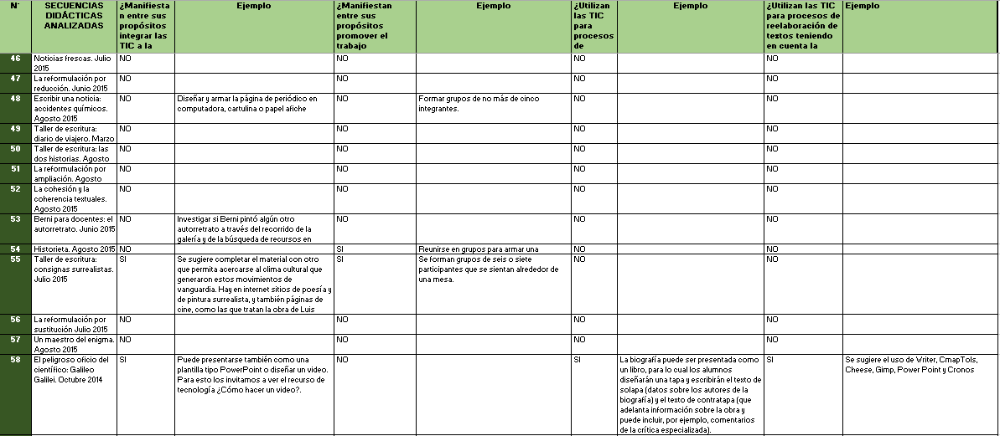 N°
SECUENCIAS
DIDÁCTICAS
ANALIZADAS
¿Manifiesta
n entre sus
propósitos
integrar las
TIC a la
Ejemplo
¿Manifiestan
entre sus
propósitos
promover el
trabajo
Ejemplo
¿Utilizan
las TIC
para
procesos
de
Ejemplo
¿Utilizan las TIC
para procesos de
reelaboración de
textos teniendo
en cuenta la
Ejemplo
46
Noticias frescas. Julio
2015
NO
NO
NO
NO
47
La reformulación por
reducción. Junio 2015
NO
NO
NO
NO
48
Escribir una noticia:
accidentes químicos.
Agosto 2015
NO
Diseñar y armar la página de periódico en
computadora, cartulina o papel afiche
NO
Formar grupos de no más de cinco
integrantes.
NO
NO
49
Taller de escritura:
diario de viajero. Marzo
NO
NO
NO
NO
50
Taller de escritura: las
dos historias. Agosto
NO
NO
NO
NO
51
La reformulación por
ampliación. Agosto
NO
NO
NO
NO
52
La cohesión y la
coherencia textuales.
Agosto 2015
NO
NO
NO
NO
53
Berni para docentes: el
autorretrato. Junio 2015
NO
Investigar si Berni pintó algún otro
autorretrato a través del recorrido de la
galería y de la búsqueda de recursos en
NO
NO
NO
54
Historieta. Agosto 2015
NO
SI
Reunirse en grupos para armar una
NO
NO
55
Taller de escritura:
consignas surrealistas.
Julio 2015
SI
Se sugiere completar el material con otro
que permita acercarse al clima cultural que
generaron estos movimientos de
vanguardia. Hay en internet sitios de poesía y
de pintura surrealista, y también páginas de
cine, como las que tratan la obra de Luis
SI
Se forman grupos de seis o siete
participantes que se sientan alrededor de
una mesa.
NO
NO
56
La reformulación por
sustitución Julio 2015
NO
NO
NO
NO
57
Un maestro del enigma.
Agosto 2015
NO
NO
NO
NO
58
El peligroso oficio del
científico: Galileo
Galilei. Octubre 2014
SI
Puede presentarse también como una
plantilla tipo PowerPoint o diseñar un video.
Para esto los invitamos a ver el recurso de
tecnología ¿Cómo hacer un video?.
NO
SI
La biografía puede ser presentada como
un libro, para lo cual los alumnos
diseñarán una tapa y escribirán el texto de
solapa (datos sobre los autores de la
biografía) y el texto de contratapa (que
adelanta información sobre la obra y
puede incluir, por ejemplo, comentarios
de la crítica especializada).
SI
Se sugiere el uso de Writer, CmapTols,
Cheese, Gimp, Power Point y Cronos